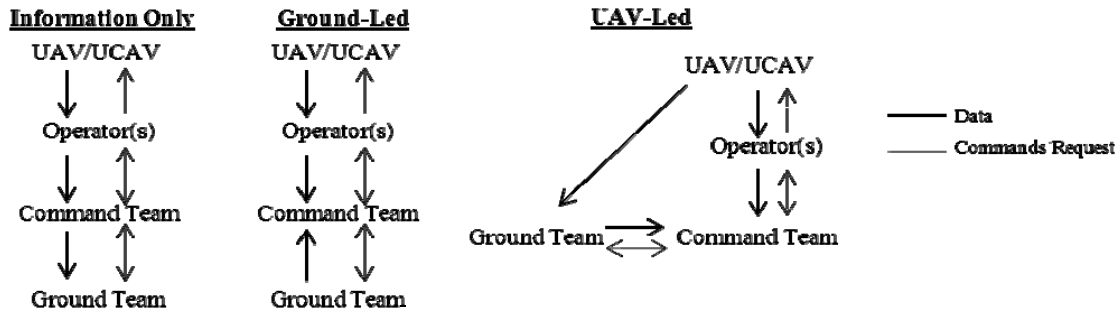 Information Only
UAV/UCAV
Operator(s)
Command Team
Ground Team
Ground-Led
UAV/UCAV
Operator(s)
Command Team
Ground Team
UAV-Led
UAV/UCAV
Operator(s)
Ground Team
Command Team
Data
Commands Request